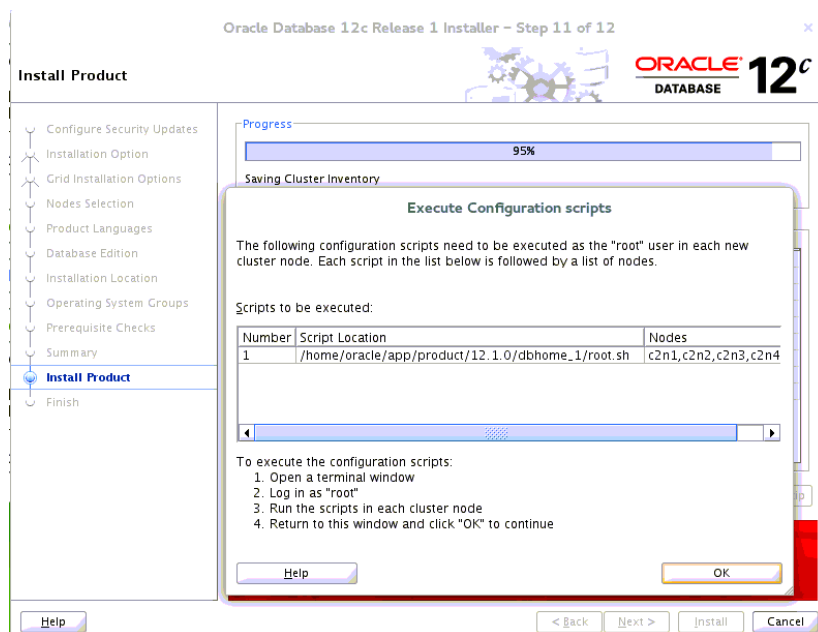 Oracle Database 12c Release 1 Installer – Step 11 of 12
Install Product
ORACLE
DATABASE
12c
Configure Security Updates
Installation Option
Grid Installation Options
Nodes Selection
Product Languages
Database Edition
Installation Location
Operating System Groups
Prerequisite Checks
Summary
Install Product
Finish
Progress
95%
Saving Cluster Inventory
Execute Configuration scripts
The following configuration scripts need to be executed as the "root" user in each new
cluster node. Each script in the list below is followed by a list of nodes.
Scripts to be executed:
Number Script Location Nodes
1 /home/oracle/app/product/12.1.0/dbhome_1/root.sh c2n1,c2n2,c2n3,c2n4
To execute the configuration scripts:
1. Open a terminal window
2. Log in as "root"
3. Run the scripts in each cluster node
4. Return to this window and click "OK" to continue
Help OK
Help < Back Next > Install Cancel